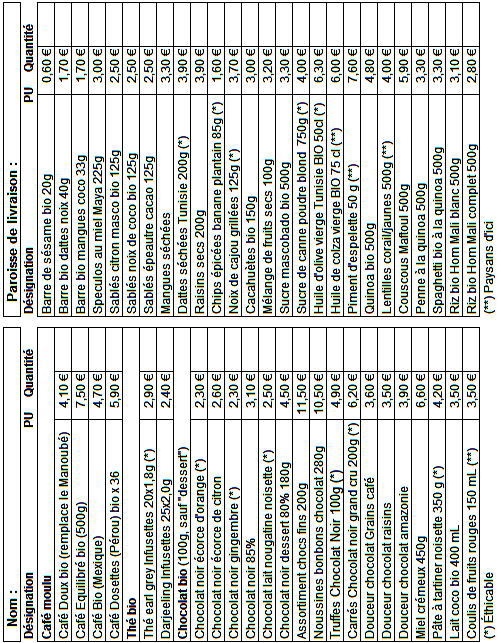 Nom :
Désignation PU Quantité
Café moulu
Café Doux bio (remplace le Manoubé) 4,10 €
Café Equilibré bio (500g) 7,50 €
Café Bio (Mexique) 4,70 €
Café Dosettes (Pérou) bio x 36 5,90 €
Thé bio
Thé earl grey Infusettes 20x1,8g (*) 2,90 €
Darjeeling Infusettes 25x2,0g 2,40 €
Chocolat bio (100g, sauf "dessert")
Chocolat noir écorce d'orange (*) 2,30 €
Chocolat noir écorce de citron 2,60 €
Chocolat noir gingembre (*) 2,30 €
Chocolat noir 85% 3,10 €
Chocolat lait nougatine noisette (*) 2,50 €
Chocolat noir dessert 80% 180g 4,50 €
Assortiment chocs fins 200g 11,50 €
Noussines bonbons chocolat 280g 10,50 €
Truffes Chocolat Noir 100g (*) 4,90 €
Carrés Chocolat noir grand cru 200g (*) 6,20 €
Douceur chocolat Grains café 3,60 €
Douceur chocolat raisins 3,50 €
Douceur chocolat amazonie 3,90 €
Miel crémeux 450g 6,60 €
Pâte à tartiner noisette 350 g (*) 4,20 €
Lait coco bio 400 mL 3,50 €
Coulis de fruits rouges 150 mL (**) 3,50 €
(*) Ethicable
Paroisse de livraison :
Désignation PU Quantité
Barre de sésame bio 20g 0,60 €
Barre bio dattes noix 40g 1,70 €
Barre bio mangues coco 33g 1,70 €
Speculos au miel Maya 225g 3,00 €
Sablés citron masco bio 125g 2,50 €
Sablés noix de coco bio 125g 2,50 €
Sablés épeautre cacao 125g 2,50 €
Mangues séchées 3,30 €
Dattes séchées Tunisie 200g (*) 3,90 €
Raisins secs 200g 3,90 €
Chips épicées banane plantain 85g (*) 1,60 €
Noix de cajou grillées 125g (*) 3,70 €
Cacahuètes bio 150g 3,00 €
Mélange de fruits secs 100g 3,20 €
Sucre mascobado bio 500g 3,30 €
Sucre de canne poudre blond 750g (*) 4,00 €
Huile d'olive vierge Tunisie BIO 50cl (*) 6,30 €
Huile de colza vierge BIO 75 cl (**) 6,00 €
Piment d'espelette 50 g (**) 7,60 €
Quinoa bio 500g 4,80 €
Lentilles corail/jaunes 500g (**) 4,00 €
Couscous Maftoul 500g 5,90 €
Penne à la quinoa 500g 3,30 €
Spaghetti bio à la quinoa 500g 3,30 €
Riz bio Hom Mali blanc 500g 3,10 €
Riz bio Hom Mali complet 500g 2,80 €
(**) Paysans d'ici